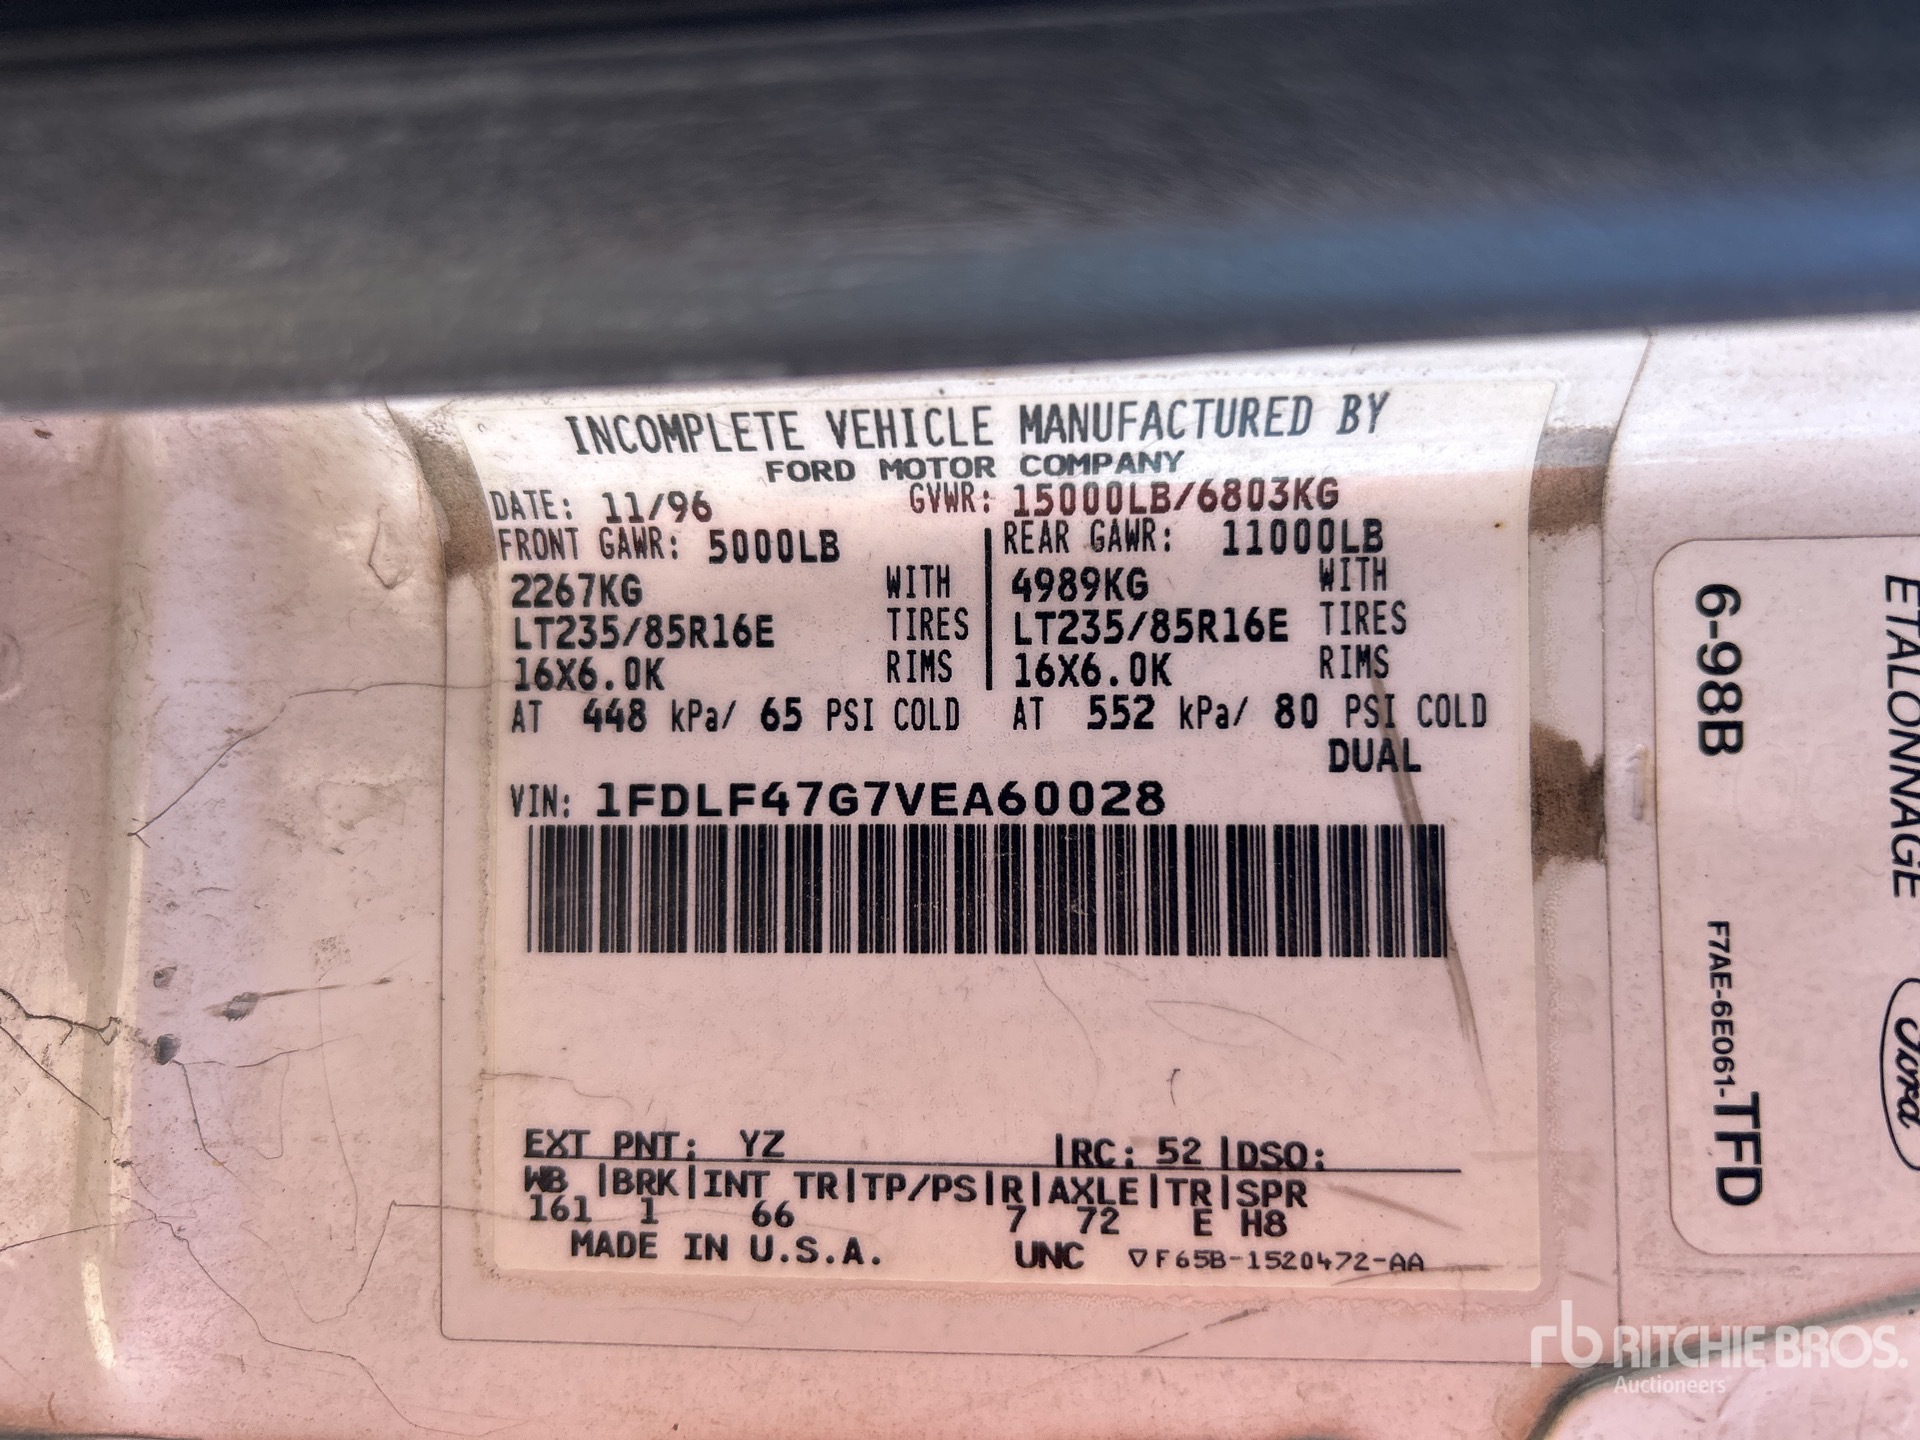 INCOMPLETE VEHICLE MANUFACTURED BY
FORD MOTOR COMPANY
DATE: 11/96 GVWR: 15000LB/6803KG
FRONT GAWR: 5000LB REAR GAWR: 11000LB
2267KG WITH 4989KG WITH
LT235/85R16E TIRES LT235/85R16E TIRES
16X6.0K RIMS 16X6.0K RIMS
AT 448 kPa/ 65 PSI COLD AT 552 kPa/ 80 PSI COLD
DUAL
VIN: 1FDLF47G7VEA60028
EXT PNT: YZ |RC: 52 |DSO:
WB |BRK|INT TR|TP/PS|R|AXLE|TR|SPR
161 1 66 7 72 E H8
MADE IN U.S.A. UNC ▽F65B-1520472-AA
ETALONNAGE
6-98B
F7AE-6E061-TFD
Ford
rb RITCHIE BROS.
Auctioneers